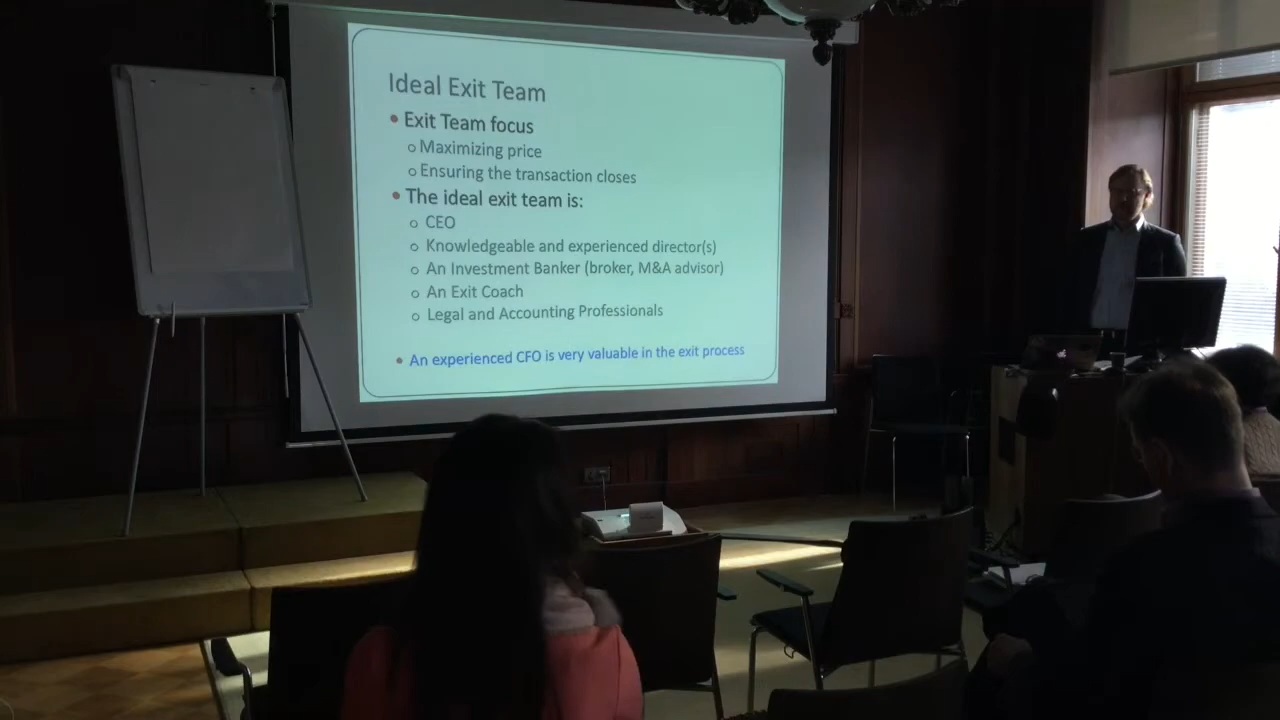 Ideal Exit Team
• Exit Team focus
○ Maximizing price
○ Ensuring the transaction closes
• The ideal exit team is:
○ CEO
○ Knowledgeable and experienced director(s)
○ An Investment Banker (broker, M&A advisor)
○ An Exit Coach
○ Legal and Accounting Professionals
• An experienced CFO is very valuable in the exit process